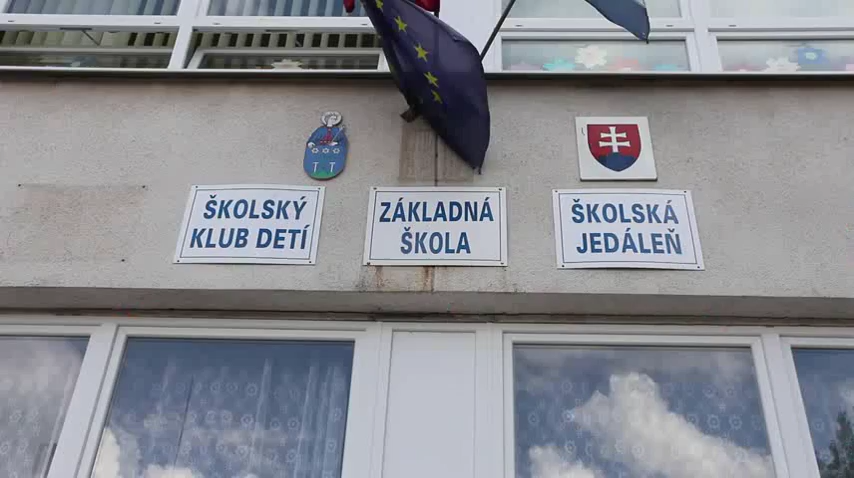 ŠKOLSKÝ
KLUB DETÍ
ZÁKLADNÁ
ŠKOLA
ŠKOLSKÁ
JEDÁLEŇ